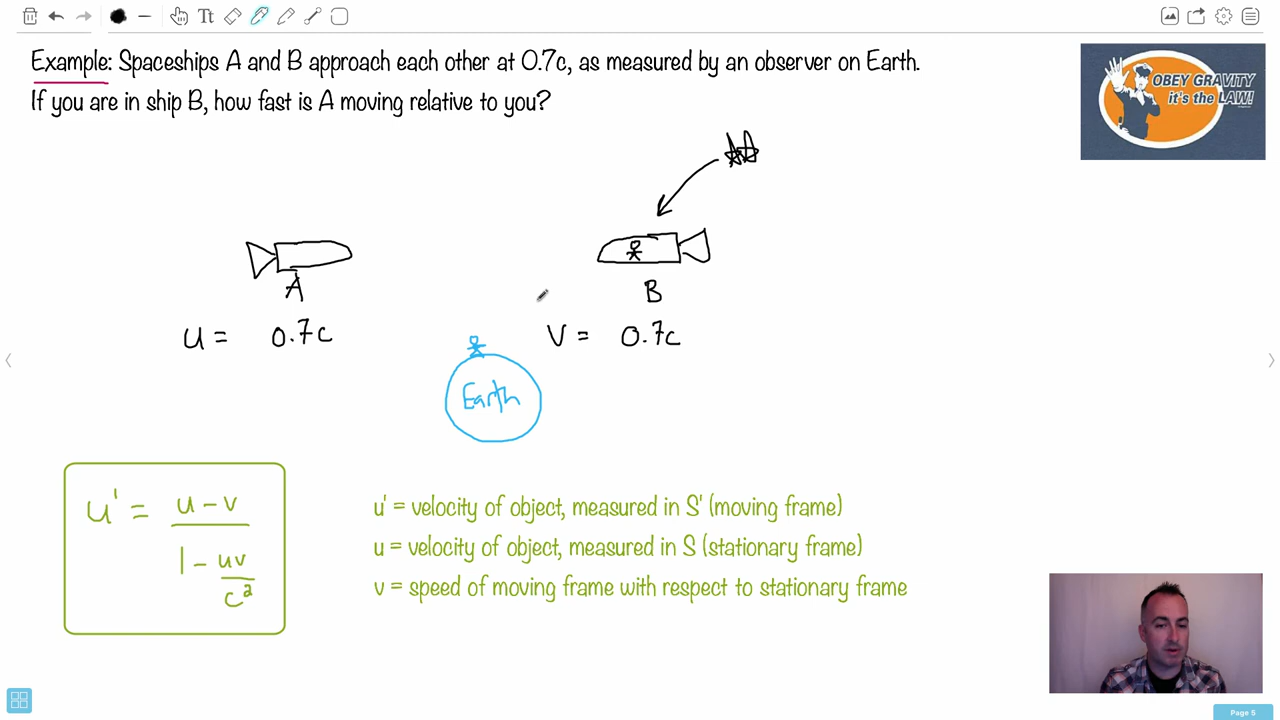 Tt
Example: Spaceships A and B approach each other at 0.7c, as measured by an observer on Earth.
If you are in ship B, how fast is A moving relative to you?
OBEY GRAVITY
it's the LAW!
A
B
u = 0.7c
v = 0.7c
Earth
u' = u - v
1 - uv
c²
u' = velocity of object, measured in S' (moving frame)
u = velocity of object, measured in S (stationary frame)
v = speed of moving frame with respect to stationary frame
Page 5